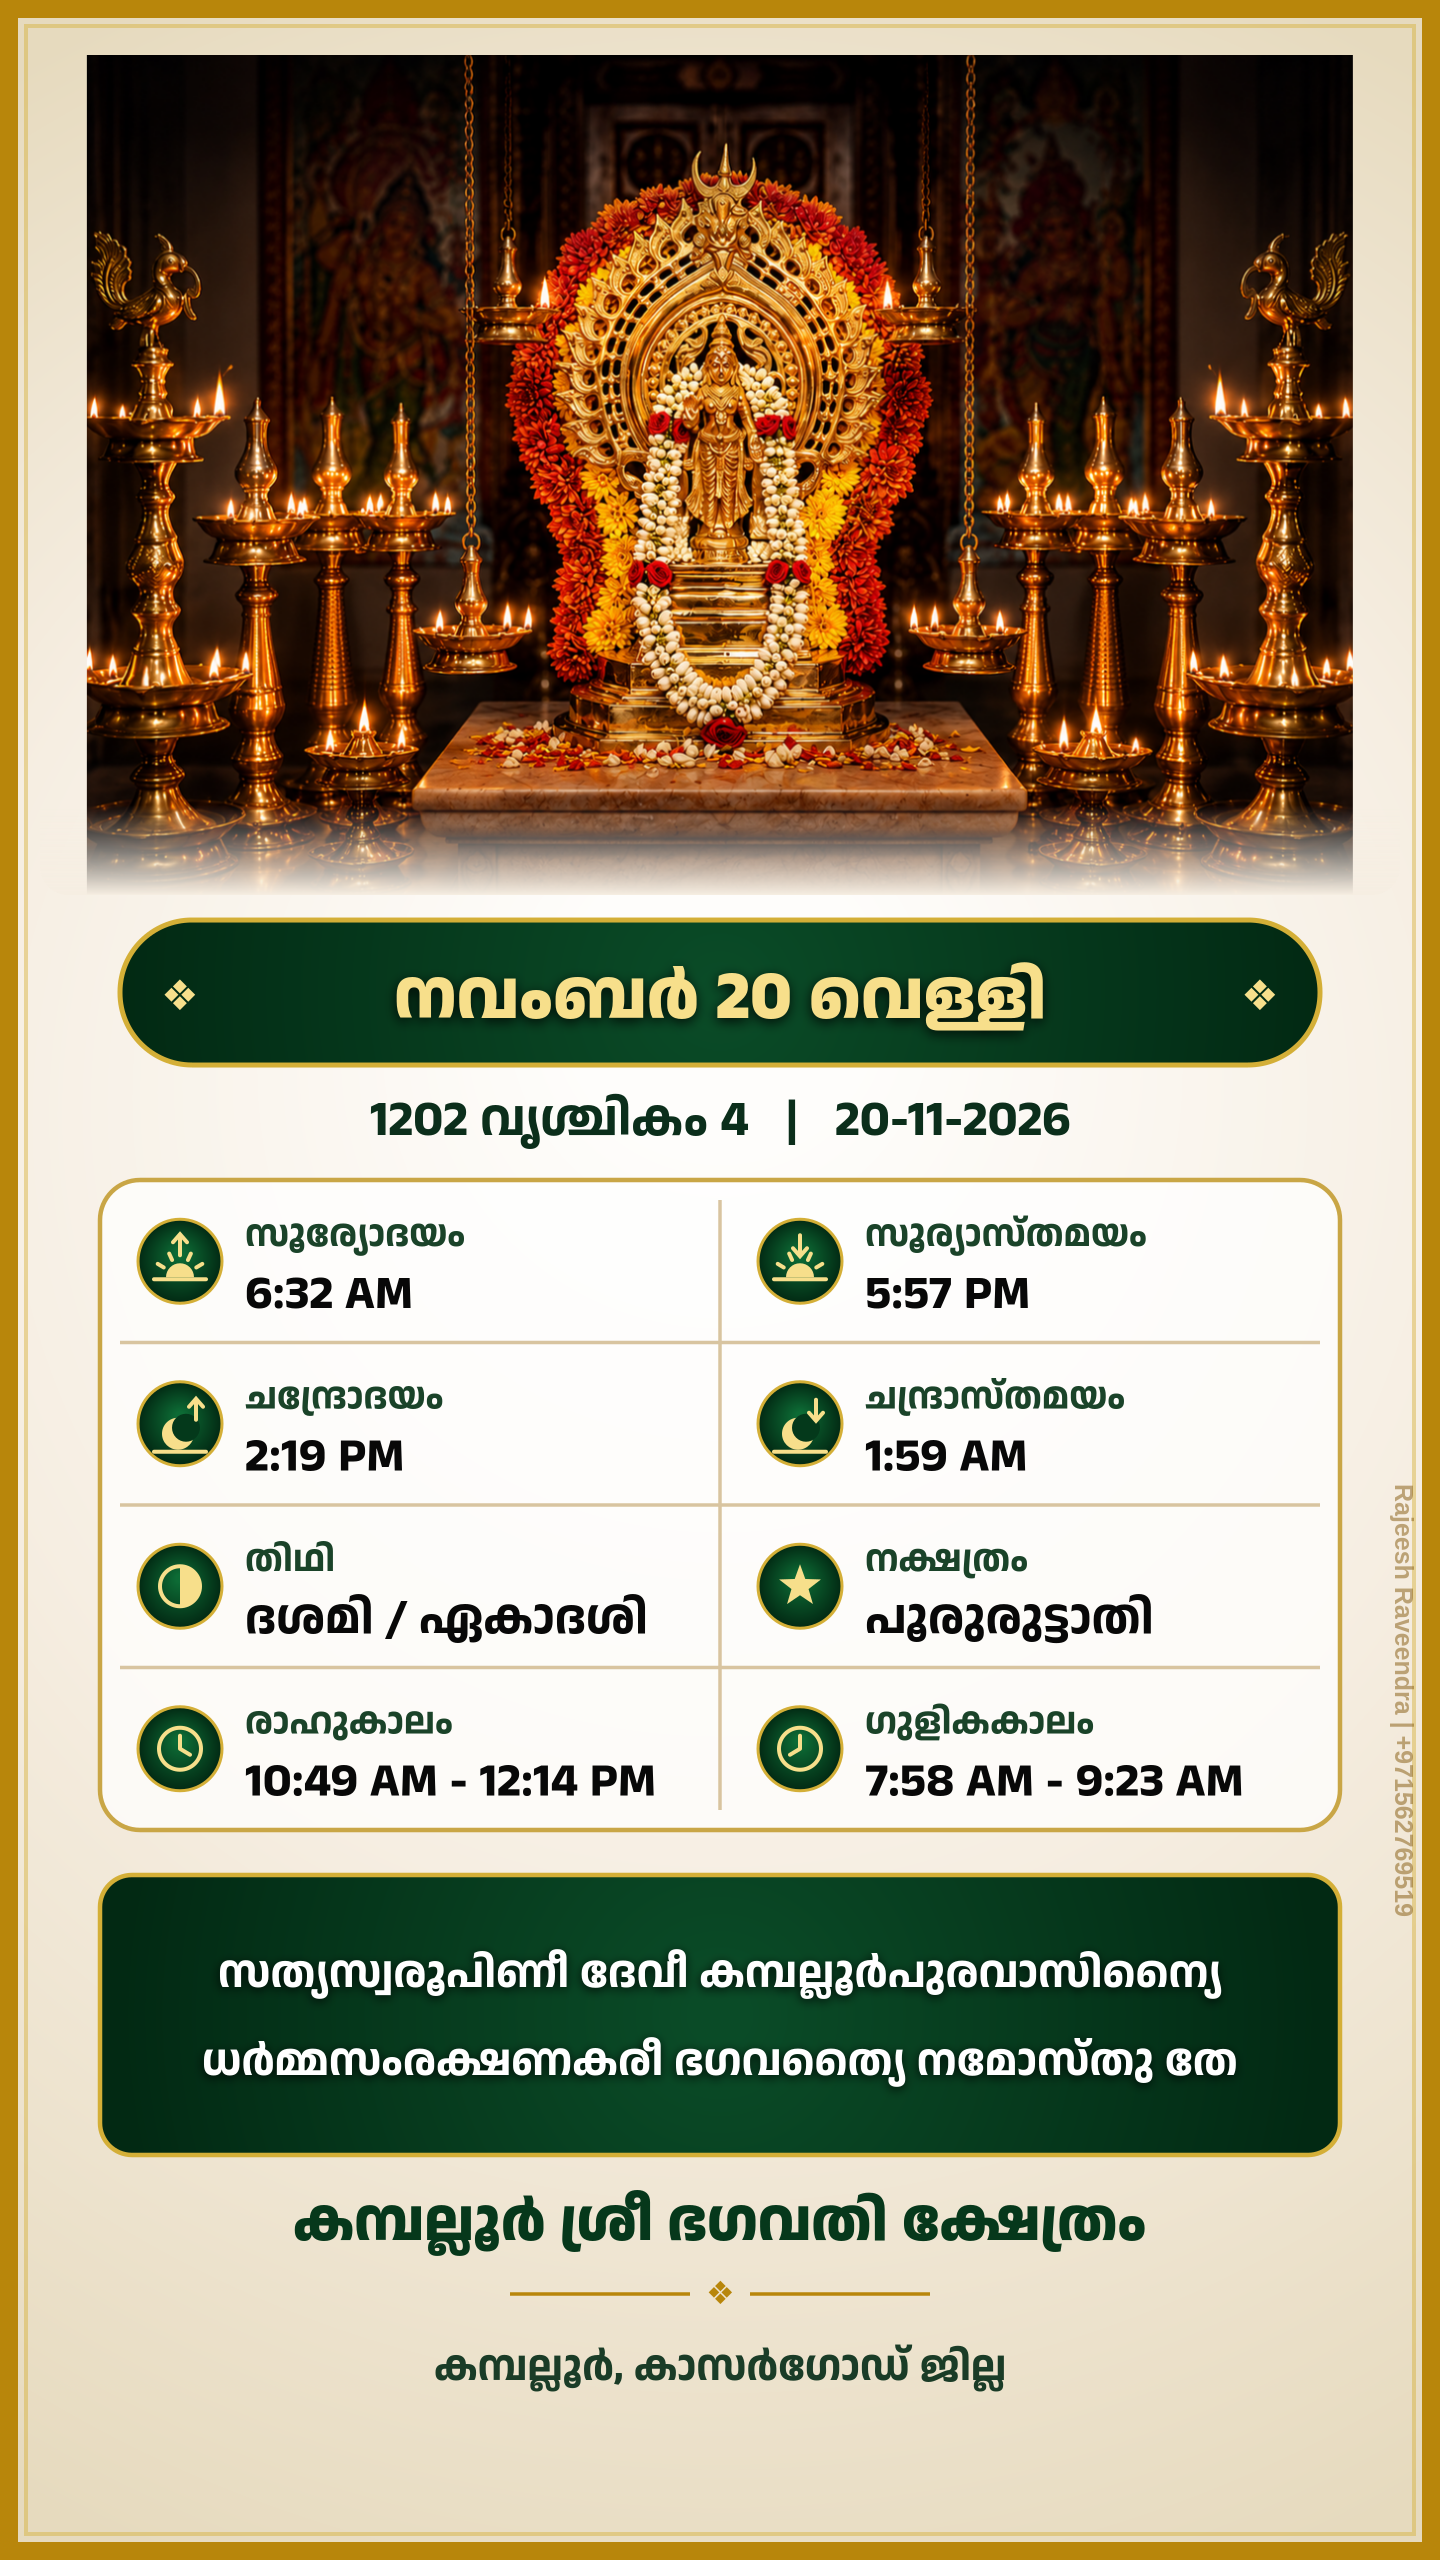 നവംബർ 20 വെള്ളി
1202 വൃശ്ചികം 4 | 20-11-2026
സൂര്യോദയം
6:32 AM
സൂര്യാസ്തമയം
5:57 PM
ചന്ദ്രോദയം
2:19 PM
ചന്ദ്രാസ്തമയം
1:59 AM
തിഥി
ദശമി / ഏകാദശി
നക്ഷത്രം
പൂരുരുട്ടാതി
രാഹുകാലം
10:49 AM - 12:14 PM
ഗുളികകാലം
7:58 AM - 9:23 AM
Rajeesh Raveendra | +971562769519
സത്യസ്വരൂപിണീ ദേവീ കമ്പല്ലൂർപുരവാസിന്യൈ
ധർമ്മസംരക്ഷണകരീ ഭഗവത്യൈ നമോസ്തു തേ
കമ്പല്ലൂർ ശ്രീ ഭഗവതി ക്ഷേത്രം
കമ്പല്ലൂർ, കാസർഗോഡ് ജില്ല